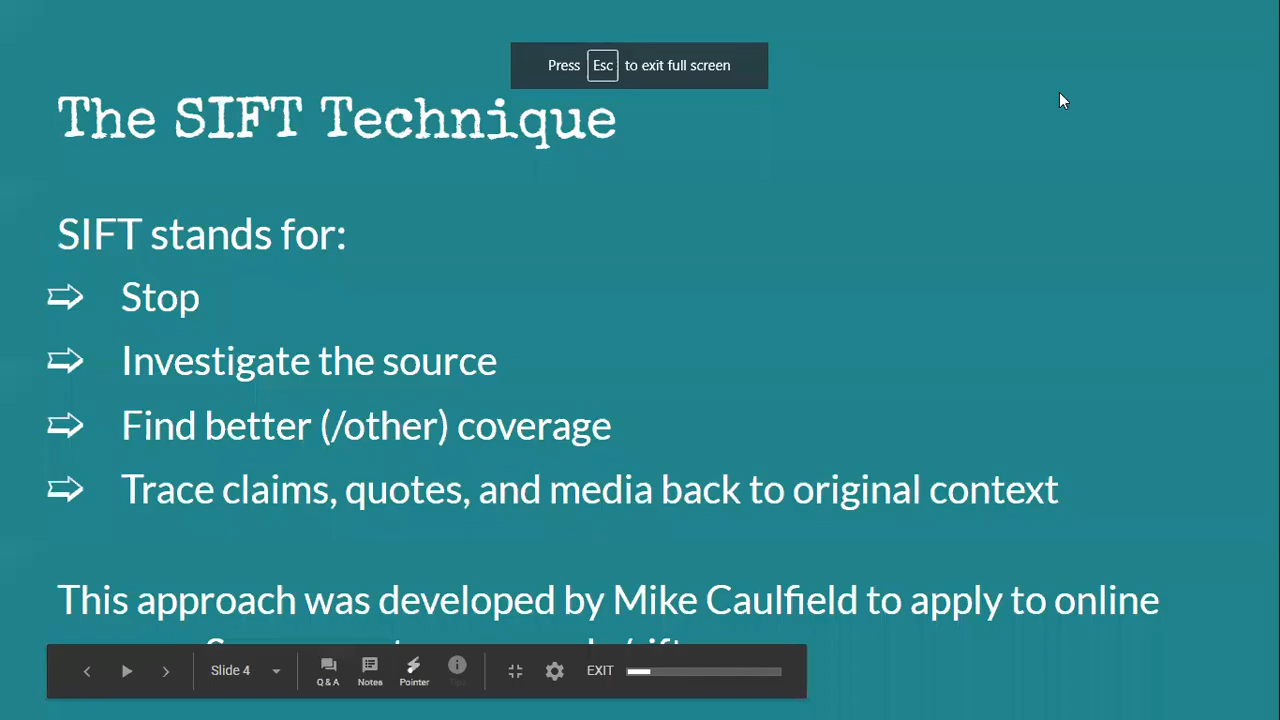 Press Esc to exit full screen
The SIFT Technique
SIFT stands for:
Stop
Investigate the source
Find better (/other) coverage
Trace claims, quotes, and media back to original context
This approach was developed by Mike Caulfield to apply to online
Slide 4
Q & A
Notes
Pointer
Tips
EXIT